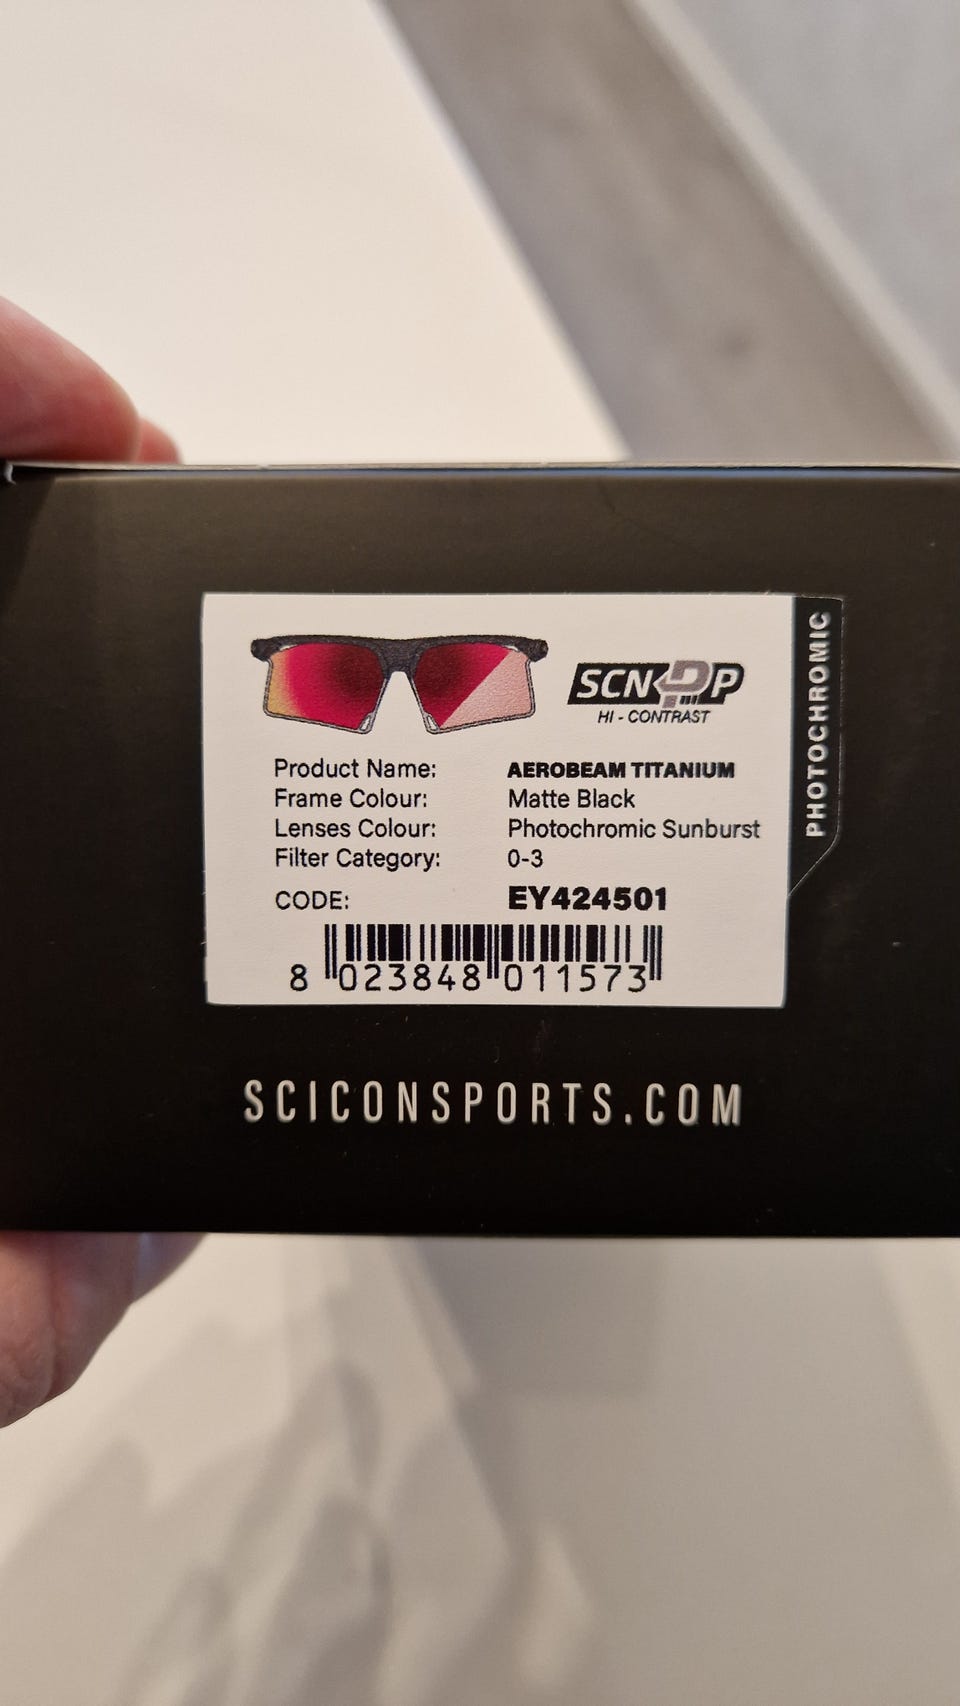 SCNPP
HI - CONTRAST
PHOTOCHROMIC
Product Name: AEROBEAM TITANIUM
Frame Colour: Matte Black
Lenses Colour: Photochromic Sunburst
Filter Category: 0-3
CODE: EY424501
8 023848 011573
SCICONSPORTS.COM